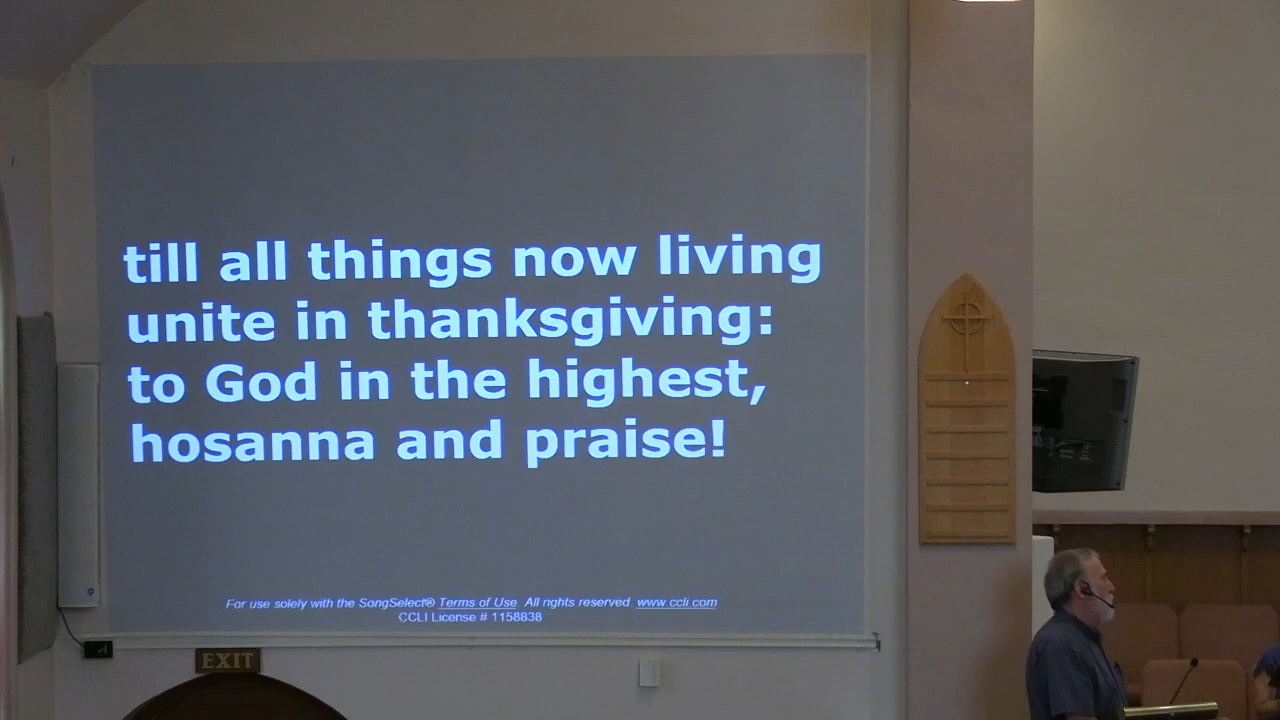 till all things now living
unite in thanksgiving:
to God in the highest,
hosanna and praise!
For use solely with the SongSelect® Terms of Use. All rights reserved. www.ccli.com
CCLI License # 1158838
EXIT